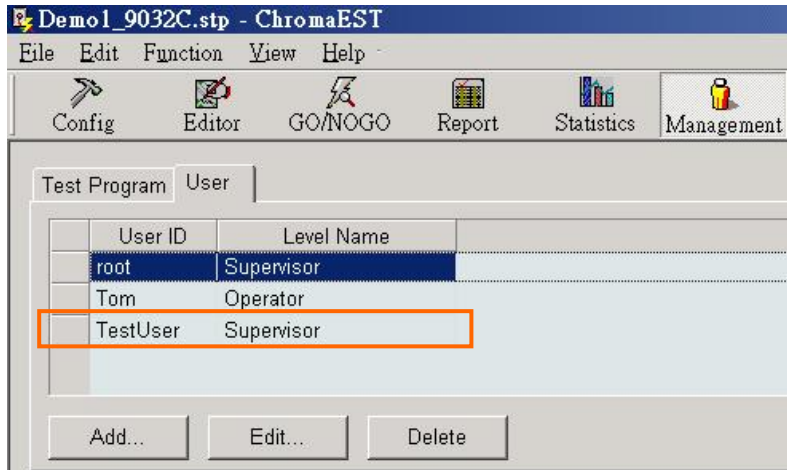 Demo1_9032C.stp - ChromaEST
File Edit Function View Help
Config Editor GO/NOGO Report Statistics Management
Test Program User
User ID Level Name
root Supervisor
Tom Operator
TestUser Supervisor
Add... Edit... Delete